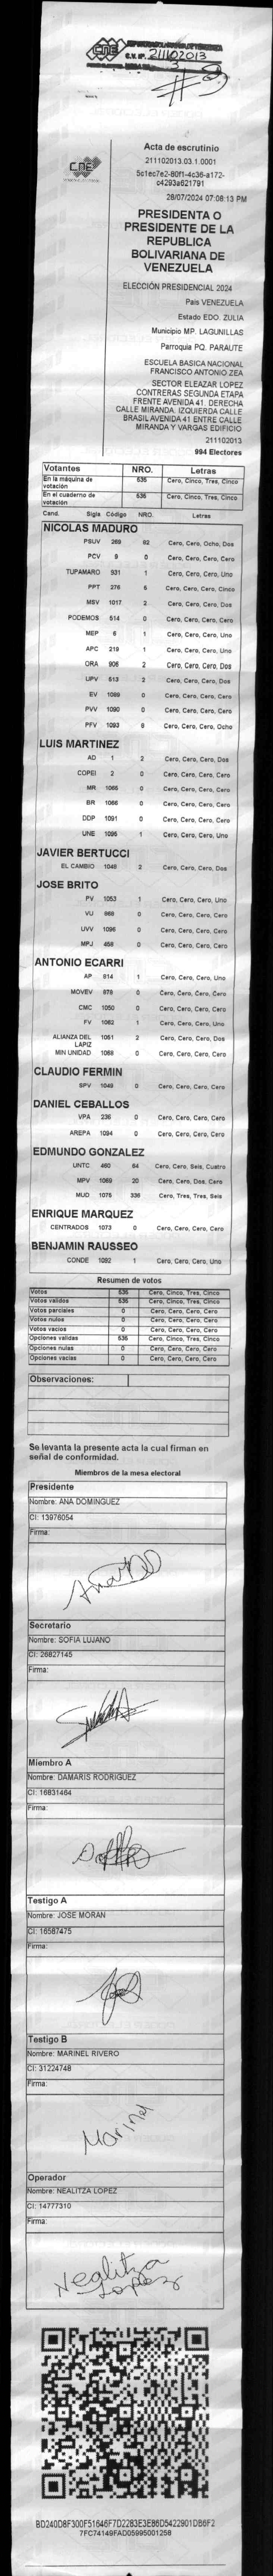 CNE
C.V. Nº 211102013
3
#3
CNE
Acta de escrutinio
211102013.03.1.0001
5c1ec7e2-80f1-4c36-a172-
c4293a821791
28/07/2024 07:08:13 PM
PRESIDENTA O
PRESIDENTE DE LA
REPUBLICA
BOLIVARIANA DE
VENEZUELA
ELECCIÓN PRESIDENCIAL 2024
Pais VENEZUELA
Estado EDO. ZULIA
Municipio MP. LAGUNILLAS
Parroquia PQ. PARAUTE
ESCUELA BASICA NACIONAL
FRANCISCO ANTONIO ZEA
SECTOR ELEAZAR LOPEZ
CONTRERAS SEGUNDA ETAPA
FRENTE AVENIDA 41. DERECHA
CALLE MIRANDA. IZQUIERDA CALLE
BRASIL AVENIDA 41 ENTRE CALLE
MIRANDA Y VARGAS EDIFICIO
211102013
994 Electores
Votantes NRO. Letras
En la máquina de votación 535 Cero, Cinco, Tres, Cinco
En el cuaderno de votación 535 Cero, Cinco, Tres, Cinco
Cand. Sigla Código NRO. Letras
NICOLAS MADURO
PSUV 269 82 Cero, Cero, Ocho, Dos
PCV 9 0 Cero, Cero, Cero, Cero
TUPAMARO 931 1 Cero, Cero, Cero, Uno
PPT 276 5 Cero, Cero, Cero, Cinco
MSV 1017 2 Cero, Cero, Cero, Dos
PODEMOS 514 0 Cero, Cero, Cero, Cero
MEP 6 1 Cero, Cero, Cero, Uno
APC 219 1 Cero, Cero, Cero, Uno
ORA 906 2 Cero, Cero, Cero, Dos
UPV 613 2 Cero, Cero, Cero, Dos
EV 1089 0 Cero, Cero, Cero, Cero
PVV 1090 0 Cero, Cero, Cero, Cero
PFV 1093 8 Cero, Cero, Cero, Ocho
LUIS MARTINEZ
AD 1 2 Cero, Cero, Cero, Dos
COPEI 2 0 Cero, Cero, Cero, Cero
MR 1065 0 Cero, Cero, Cero, Cero
BR 1066 0 Cero, Cero, Cero, Cero
DDP 1091 0 Cero, Cero, Cero, Cero
UNE 1095 1 Cero, Cero, Cero, Uno
JAVIER BERTUCCI
EL CAMBIO 1048 2 Cero, Cero, Cero, Dos
JOSE BRITO
PV 1053 1 Cero, Cero, Cero, Uno
VU 868 0 Cero, Cero, Cero, Cero
UVV 1096 0 Cero, Cero, Cero, Cero
MPJ 458 0 Cero, Cero, Cero, Cero
ANTONIO ECARRI
AP 814 1 Cero, Cero, Cero, Uno
MOVEV 978 0 Cero, Cero, Cero, Cero
CMC 1050 0 Cero, Cero, Cero, Cero
FV 1062 1 Cero, Cero, Cero, Uno
ALIANZA DEL LAPIZ 1051 2 Cero, Cero, Cero, Dos
MIN UNIDAD 1068 0 Cero, Cero, Cero, Cero
CLAUDIO FERMIN
SPV 1049 0 Cero, Cero, Cero, Cero
DANIEL CEBALLOS
VPA 236 0 Cero, Cero, Cero, Cero
AREPA 1094 0 Cero, Cero, Cero, Cero
EDMUNDO GONZALEZ
UNTC 460 64 Cero, Cero, Seis, Cuatro
MPV 1069 20 Cero, Cero, Dos, Cero
MUD 1075 336 Cero, Tres, Tres, Seis
ENRIQUE MARQUEZ
CENTRADOS 1073 0 Cero, Cero, Cero, Cero
BENJAMIN RAUSSEO
CONDE 1092 1 Cero, Cero, Cero, Uno
Resumen de votos
Votos 535 Cero, Cinco, Tres, Cinco
Votos validos 535 Cero, Cinco, Tres, Cinco
Votos parciales 0 Cero, Cero, Cero, Cero
Votos nulos 0 Cero, Cero, Cero, Cero
Votos vacios 0 Cero, Cero, Cero, Cero
Opciones validas 535 Cero, Cinco, Tres, Cinco
Opciones nulas 0 Cero, Cero, Cero, Cero
Opciones vacias 0 Cero, Cero, Cero, Cero
Observaciones:
Se levanta la presente acta la cual firman en
señal de conformidad.
Miembros de la mesa electoral
Presidente
Nombre: ANA DOMINGUEZ
CI: 13976054
Firma:
Secretario
Nombre: SOFIA LUJANO
CI: 26827145
Firma:
Miembro A
Nombre: DAMARIS RODRIGUEZ
CI: 16831464
Firma:
Testigo A
Nombre: JOSE MORAN
CI: 16587475
Firma:
Testigo B
Nombre: MARINEL RIVERO
CI: 31224748
Firma:
Marinel
Operador
Nombre: NEALITZA LOPEZ
CI: 14777310
Firma:
Nealitza
Lopez
BD240D8F300F51646F7D2283E3E86D5422901DB6F2
7FC74149FAD05995001258